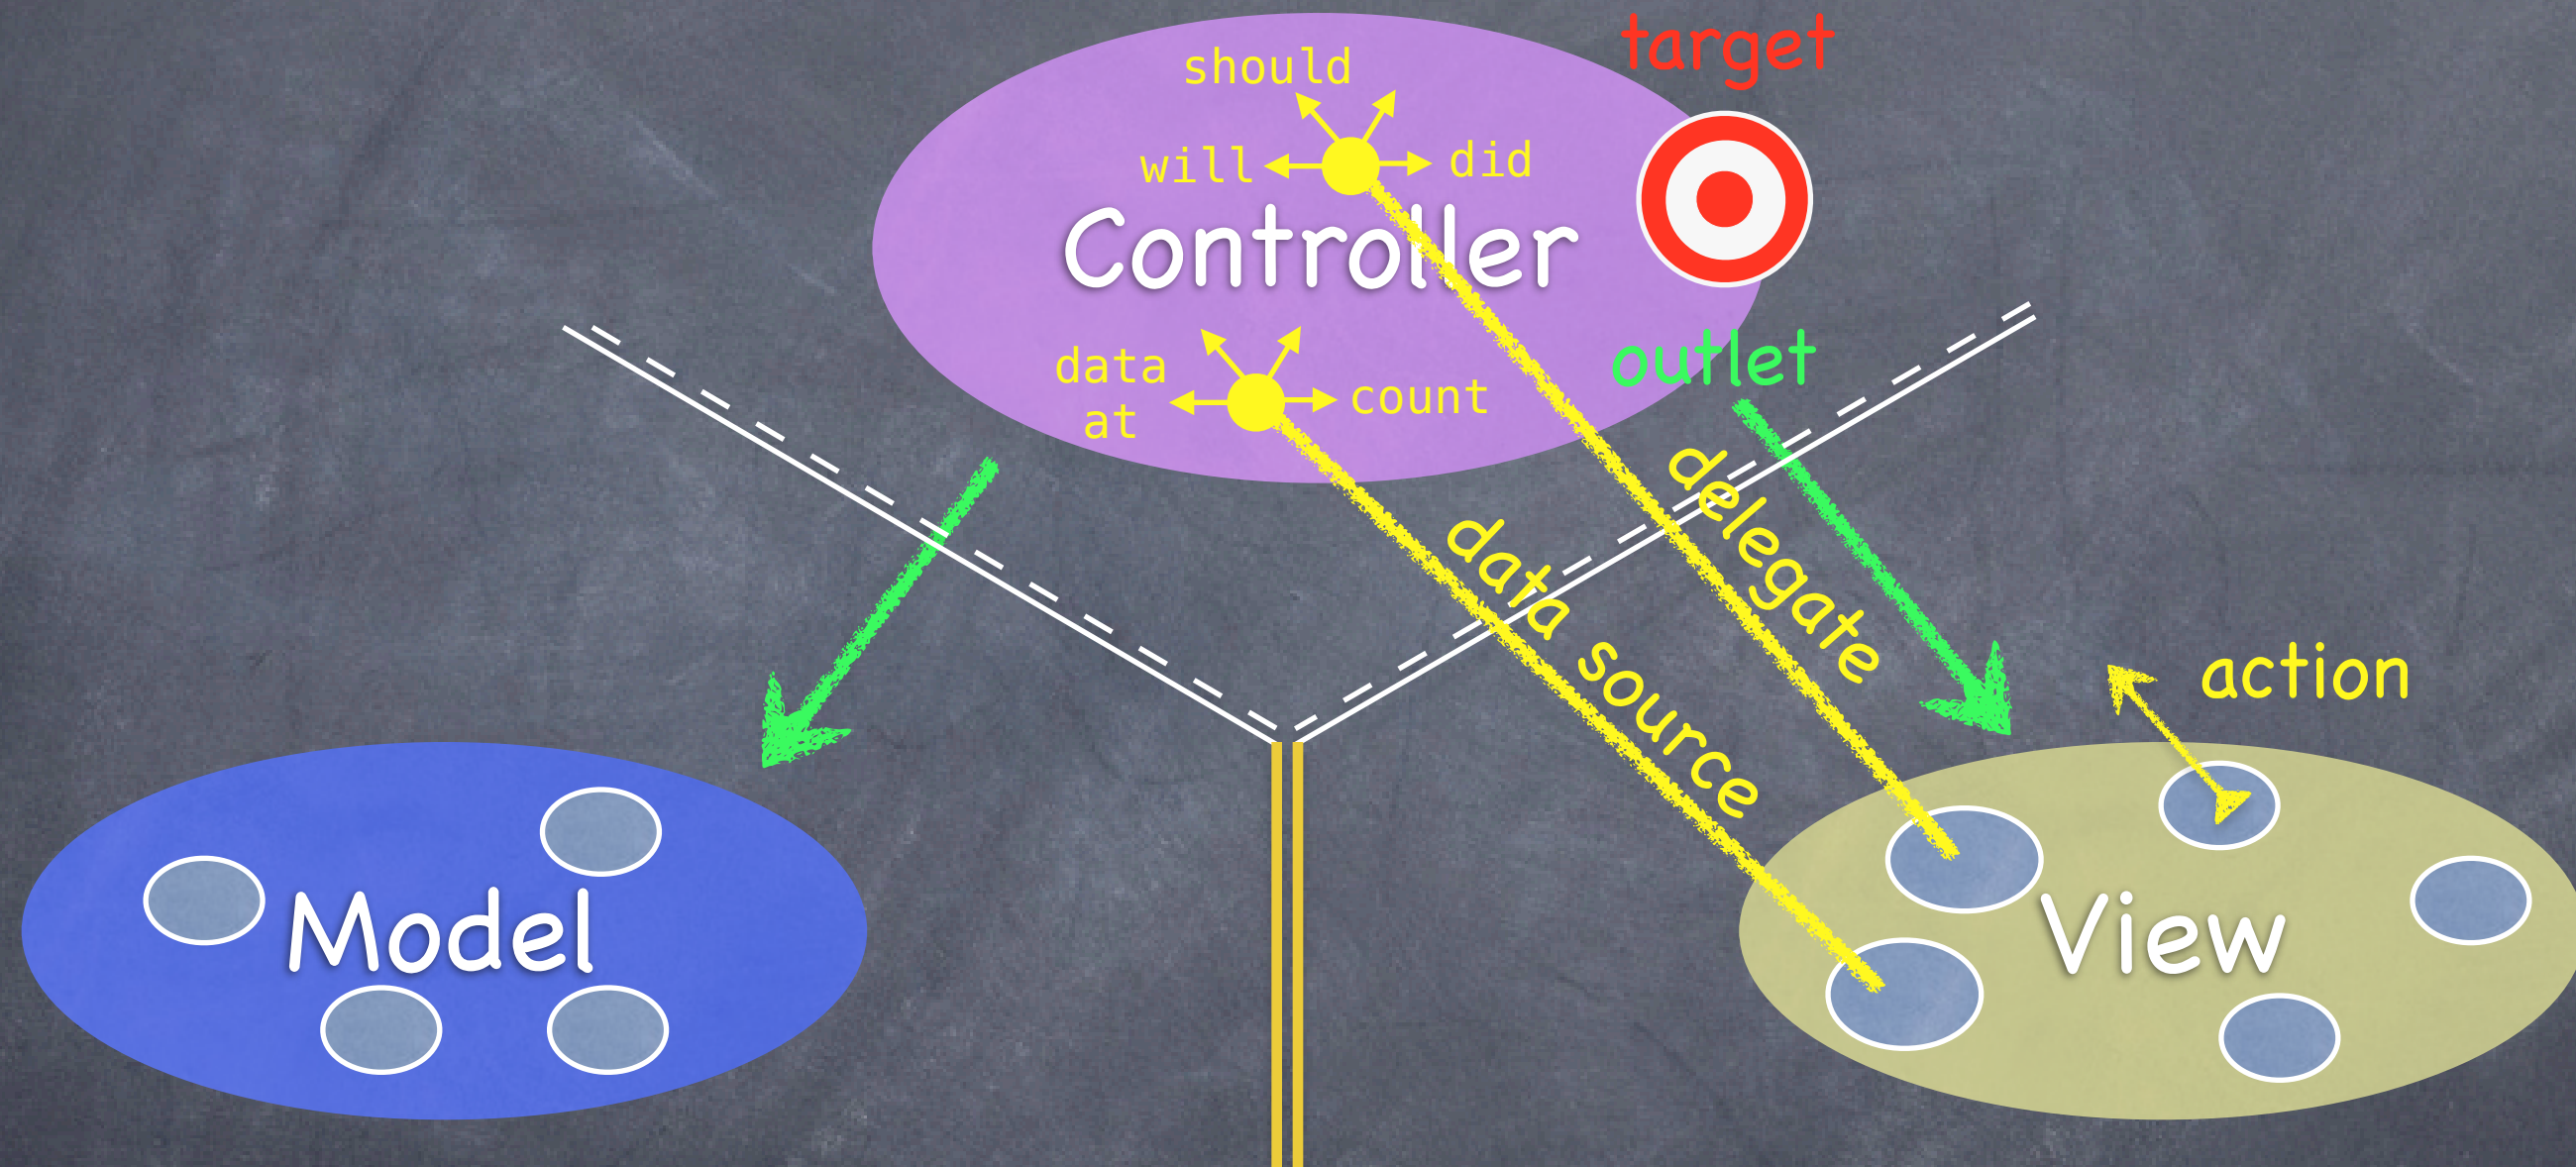 target
should
will
did
Controller
data
at
count
outlet
delegate
data source
action
Model
View